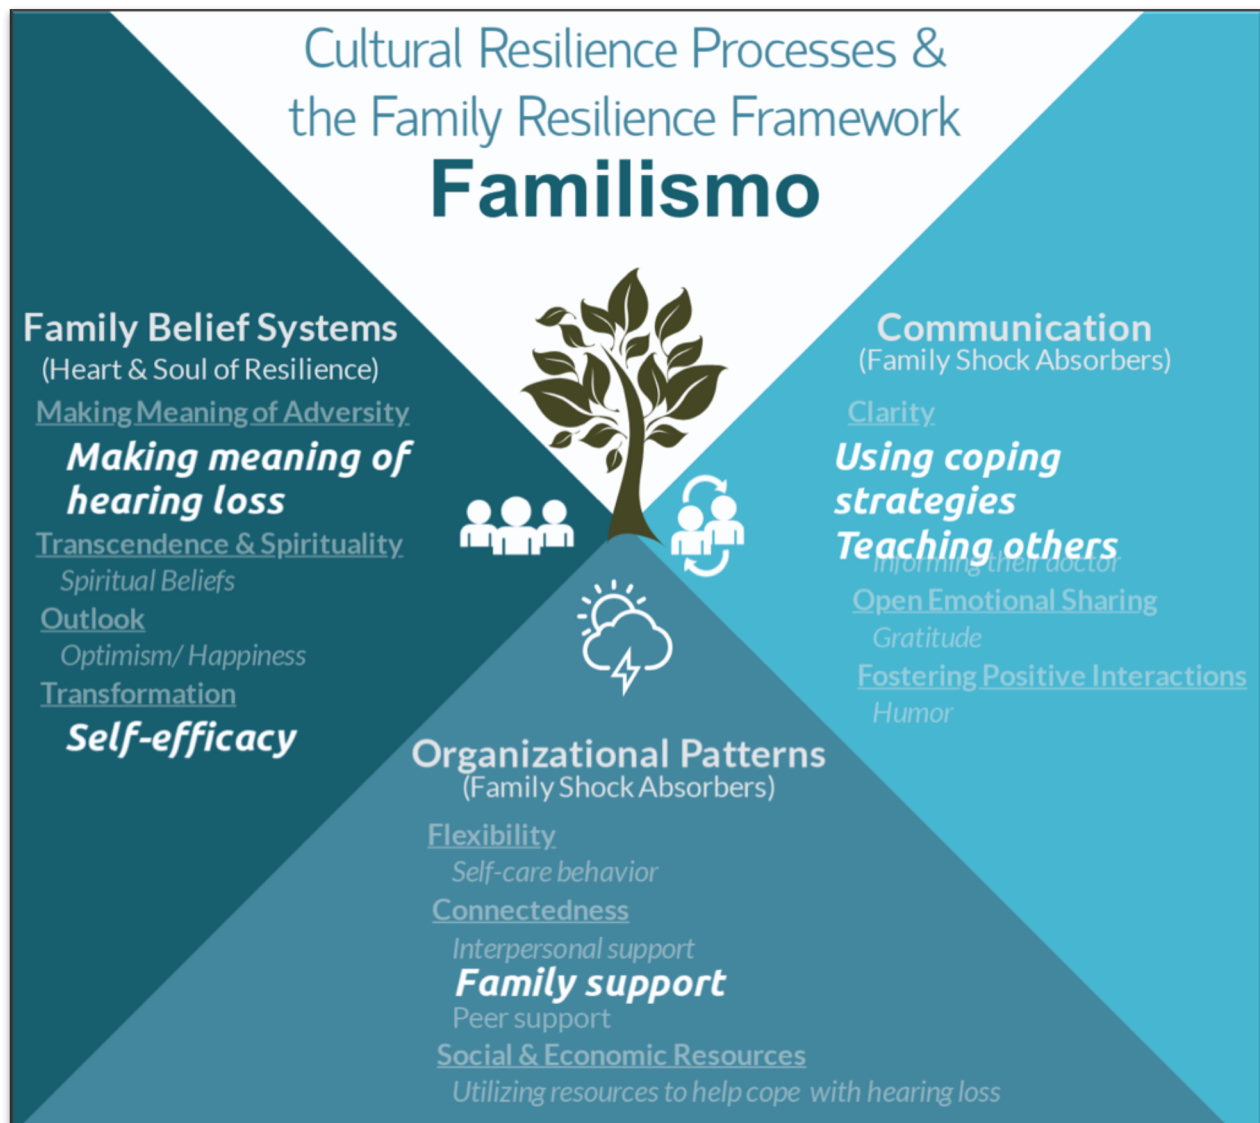 Cultural Resilience Processes &
the Family Resilience Framework
Familismo
Family Belief Systems
(Heart & Soul of Resilience)
Making Meaning of Adversity
Making meaning of
hearing loss
Transcendence & Spirituality
Spiritual Beliefs
Outlook
Optimism/ Happiness
Transformation
Self-efficacy
Communication
(Family Shock Absorbers)
Clarity
Using coping
strategies
Teaching others
Informing their doctor
Open Emotional Sharing
Gratitude
Fostering Positive Interactions
Humor
Organizational Patterns
(Family Shock Absorbers)
Flexibility
Self-care behavior
Connectedness
Interpersonal support
Family support
Peer support
Social & Economic Resources
Utilizing resources to help cope with hearing loss